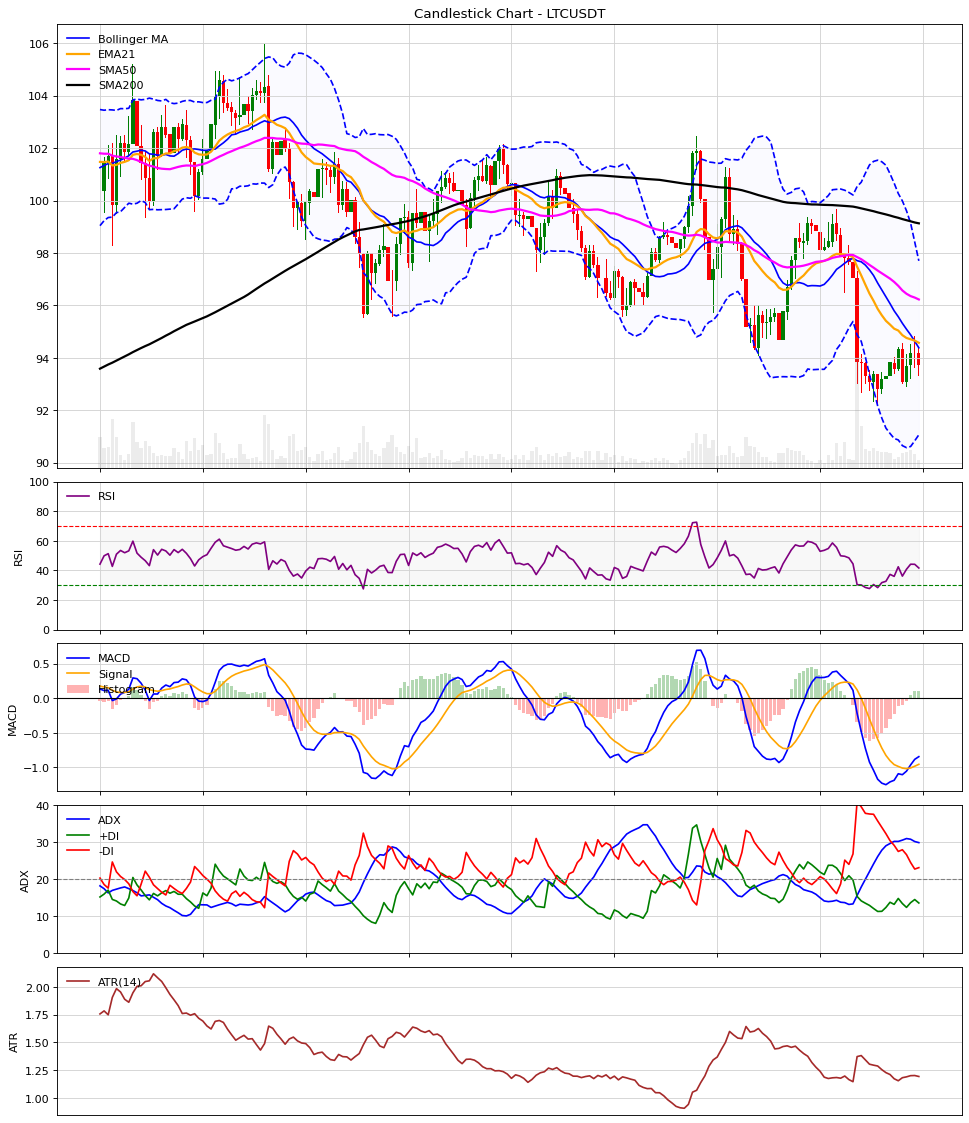 Candlestick Chart - LTCUSDT
Bollinger MA
EMA21
SMA50
SMA200
106
104
102
100
98
96
94
92
90
RSI
RSI
100
80
60
40
20
0
MACD
Signal
Histogram
MACD
0.5
0.0
−0.5
−1.0
ADX
+DI
-DI
ADX
40
30
20
10
0
ATR(14)
ATR
2.00
1.75
1.50
1.25
1.00